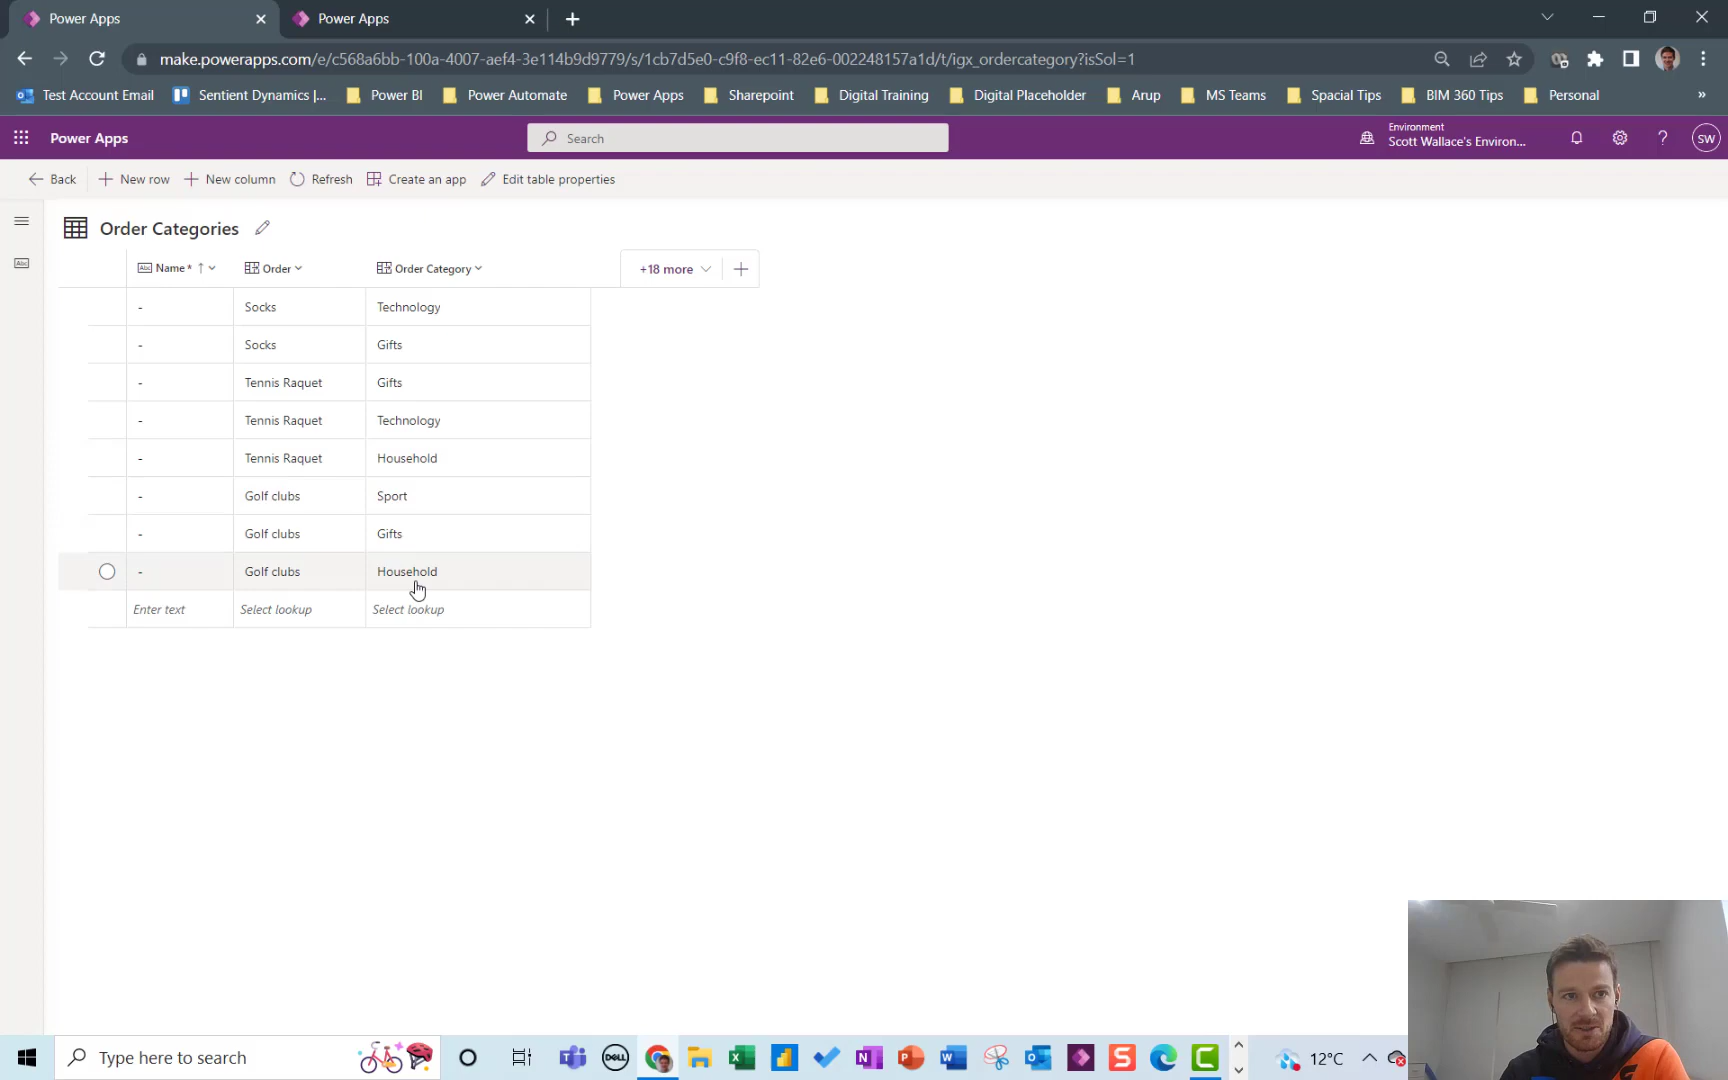 Power Apps
Power Apps
make.powerapps.com/e/c568a6bb-100a-4007-aef4-3e114b9d9779/s/1cb7d5e0-c9f8-ec11-82e6-002248157a1d/t/igx_ordercategory?isSol=1
Test Account Email Sentient Dynamics |... Power BI Power Automate Power Apps Sharepoint Digital Training Digital Placeholder Arup MS Teams Spacial Tips BIM 360 Tips Personal »
Power Apps Search Environment
Scott Wallace's Environ... ? SW
Back New row New column Refresh Create an app Edit table properties
Order Categories
Abc Name * Order Order Category +18 more
- Socks Technology
- Socks Gifts
- Tennis Raquet Gifts
- Tennis Raquet Technology
- Tennis Raquet Household
- Golf clubs Sport
- Golf clubs Gifts
- Golf clubs Household
Enter text Select lookup Select lookup
Type here to search DELL 12°C